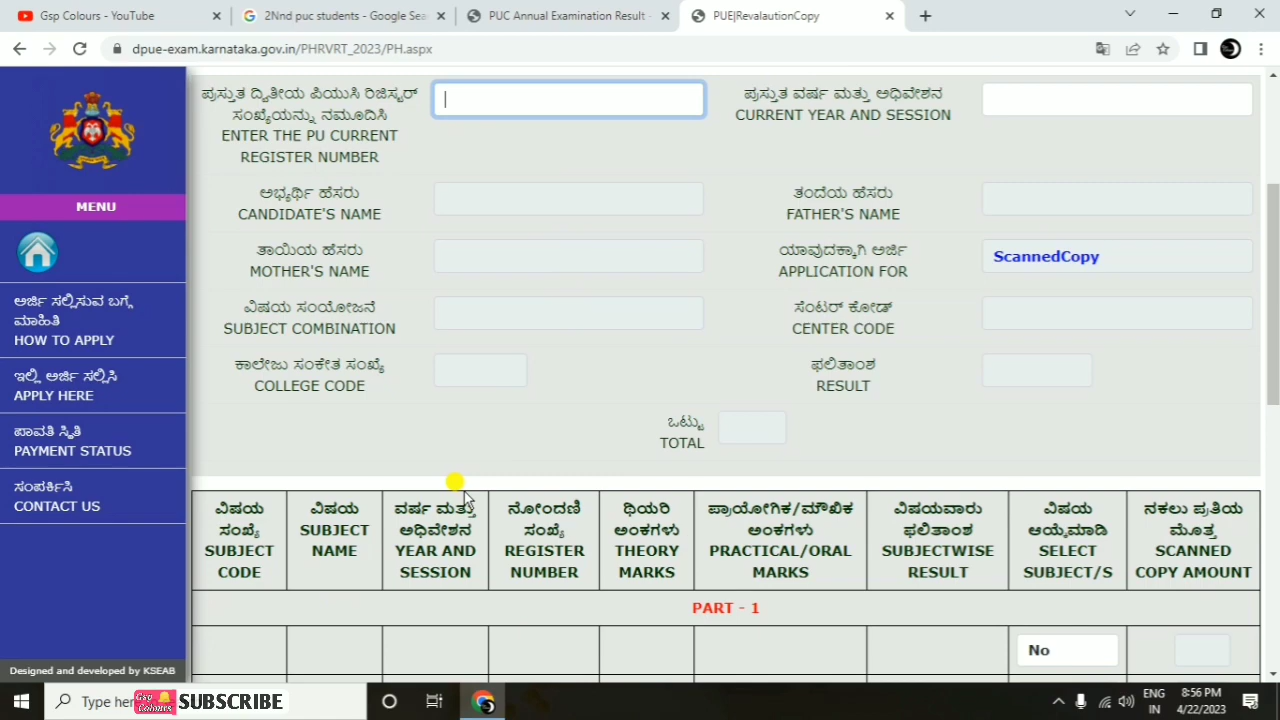 Gsp Colours - YouTube
2Nnd puc students - Google Sea
PUC Annual Examination Result -
PUE|RevalautionCopy
dpue-exam.karnataka.gov.in/PHRVRT_2023/PH.aspx
MENU
ಅರ್ಜಿ ಸಲ್ಲಿಸುವ ಬಗ್ಗೆ
ಮಾಹಿತಿ
HOW TO APPLY
ಇಲ್ಲಿ ಅರ್ಜಿ ಸಲ್ಲಿಸಿ
APPLY HERE
ಪಾವತಿ ಸ್ಥಿತಿ
PAYMENT STATUS
ಸಂಪರ್ಕಿಸಿ
CONTACT US
Designed and developed by KSEAB
ಪ್ರಸ್ತುತ ದ್ವಿತೀಯ ಪಿಯುಸಿ ರಿಜಿಸ್ಟರ್
ಸಂಖ್ಯೆಯನ್ನು ನಮೂದಿಸಿ
ENTER THE PU CURRENT
REGISTER NUMBER
ಪ್ರಸ್ತುತ ವರ್ಷ ಮತ್ತು ಅಧಿವೇಶನ
CURRENT YEAR AND SESSION
ಅಭ್ಯರ್ಥಿ ಹೆಸರು
CANDIDATE'S NAME
ತಂದೆಯ ಹೆಸರು
FATHER'S NAME
ತಾಯಿಯ ಹೆಸರು
MOTHER'S NAME
ಯಾವುದಕ್ಕಾಗಿ ಅರ್ಜಿ
APPLICATION FOR
ScannedCopy
ವಿಷಯ ಸಂಯೋಜನೆ
SUBJECT COMBINATION
ಸೆಂಟರ್ ಕೋಡ್
CENTER CODE
ಕಾಲೇಜು ಸಂಕೇತ ಸಂಖ್ಯೆ
COLLEGE CODE
ಫಲಿತಾಂಶ
RESULT
ಒಟ್ಟು
TOTAL
ವಿಷಯ
ಸಂಖ್ಯೆ
SUBJECT
CODE
ವಿಷಯ
SUBJECT
NAME
ವರ್ಷ ಮತ್ತು
ಅಧಿವೇಶನ
YEAR AND
SESSION
ನೋಂದಣಿ
ಸಂಖ್ಯೆ
REGISTER
NUMBER
ಥಿಯರಿ
ಅಂಕಗಳು
THEORY
MARKS
ಪ್ರಾಯೋಗಿಕ/ಮೌಖಿಕ
ಅಂಕಗಳು
PRACTICAL/ORAL
MARKS
ವಿಷಯವಾರು
ಫಲಿತಾಂಶ
SUBJECTWISE
RESULT
ವಿಷಯ
ಆಯ್ಕೆಮಾಡಿ
SELECT
SUBJECT/S
ನಕಲು ಪ್ರತಿಯ
ಮೊತ್ತ
SCANNED
COPY AMOUNT
PART - 1
No
Type her
Gsp
Colours
SUBSCRIBE
ENG
IN
8:56 PM
4/22/2023